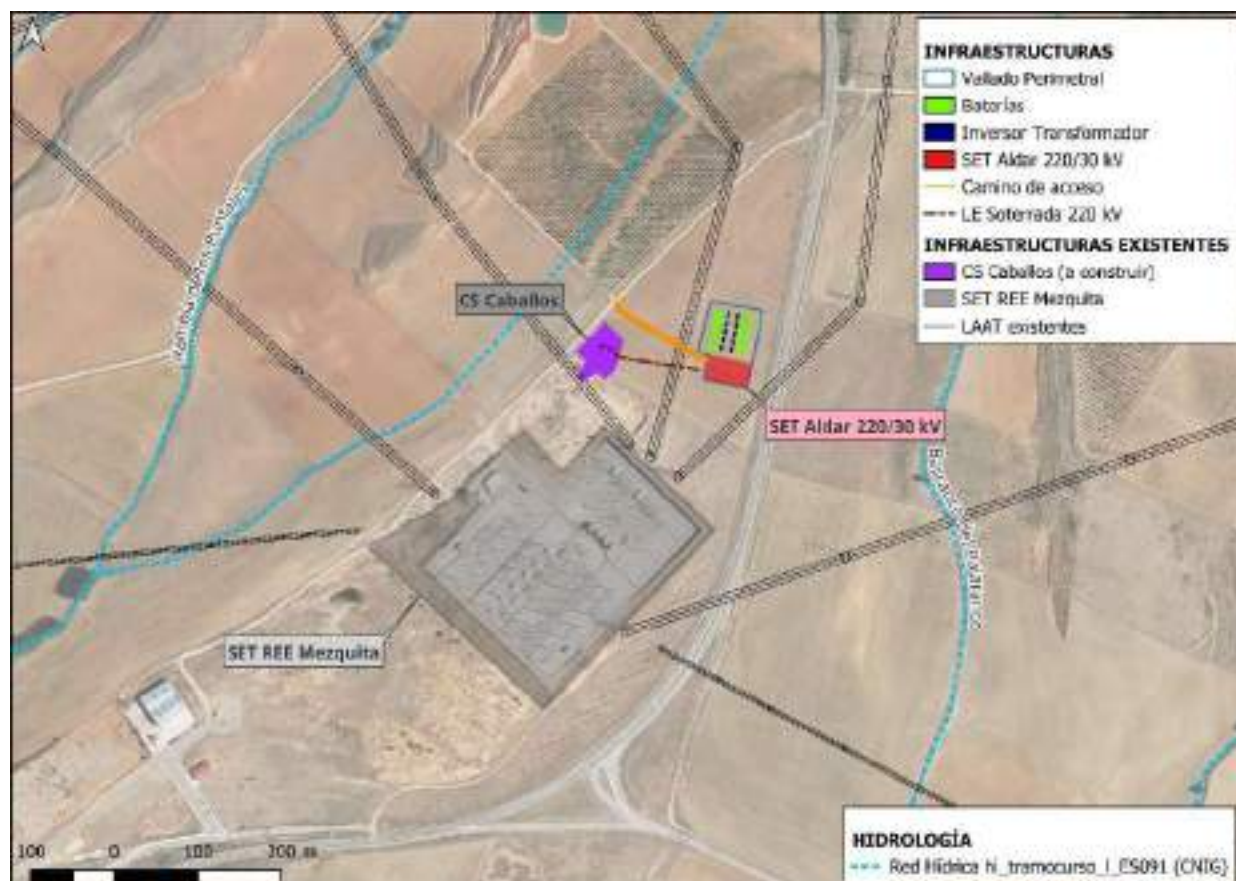 INFRAESTRUCTURAS
Vallado Perimetral
Baterías
Inversor Transformador
SET Aldar 220/30 kV
Camino de acceso
LE Soterrada 220 kV
INFRAESTRUCTURAS EXISTENTES
CS Caballos (a construir)
SET REE Mezquita
LAAT existentes
CS Caballos
SET Aldar 220/30 kV
SET REE Mezquita
100 0 100 200 m
HIDROLOGÍA
Red Hídrica hi_tramocurso_l_ES091 (CNIG)